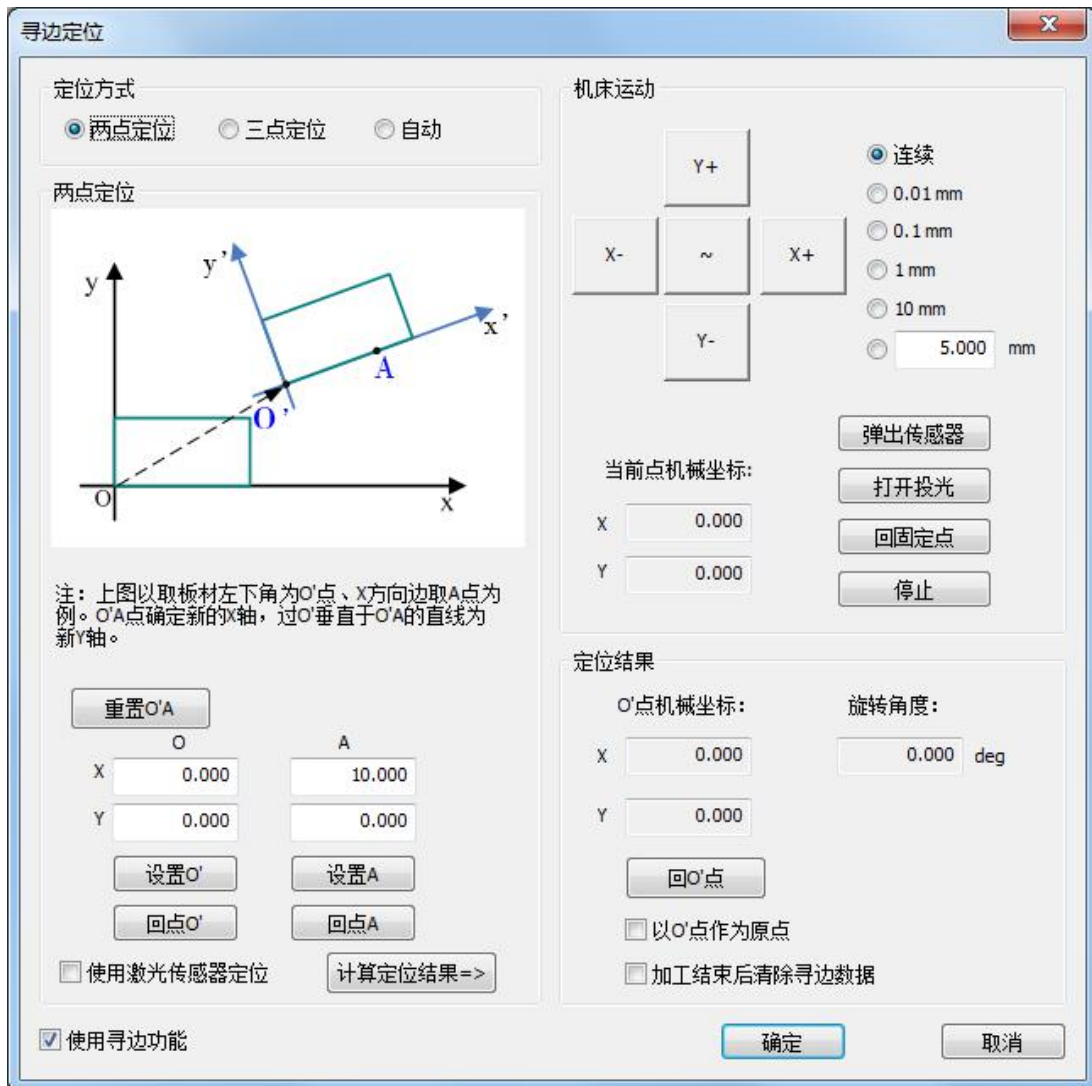 寻边定位
定位方式
两点定位 三点定位 自动
两点定位
y
y’
x’
A
O’
O
x
注：上图以取板材左下角为O'点、X方向边取A点为
例。O'A点确定新的X轴，过O'垂直于O'A的直线为
新Y轴。
重置O'A
O A
X 0.000 10.000
Y 0.000 0.000
设置O' 设置A
回点O' 回点A
使用激光传感器定位 计算定位结果=>
使用寻边功能
机床运动
Y+
X- ~ X+
Y-
连续
0.01 mm
0.1 mm
1 mm
10 mm
5.000 mm
当前点机械坐标:
X 0.000
Y 0.000
弹出传感器
打开投光
回固定点
停止
定位结果
O'点机械坐标: 旋转角度:
X 0.000 0.000 deg
Y 0.000
回O'点
以O'点作为原点
加工结束后清除寻边数据
确定 取消